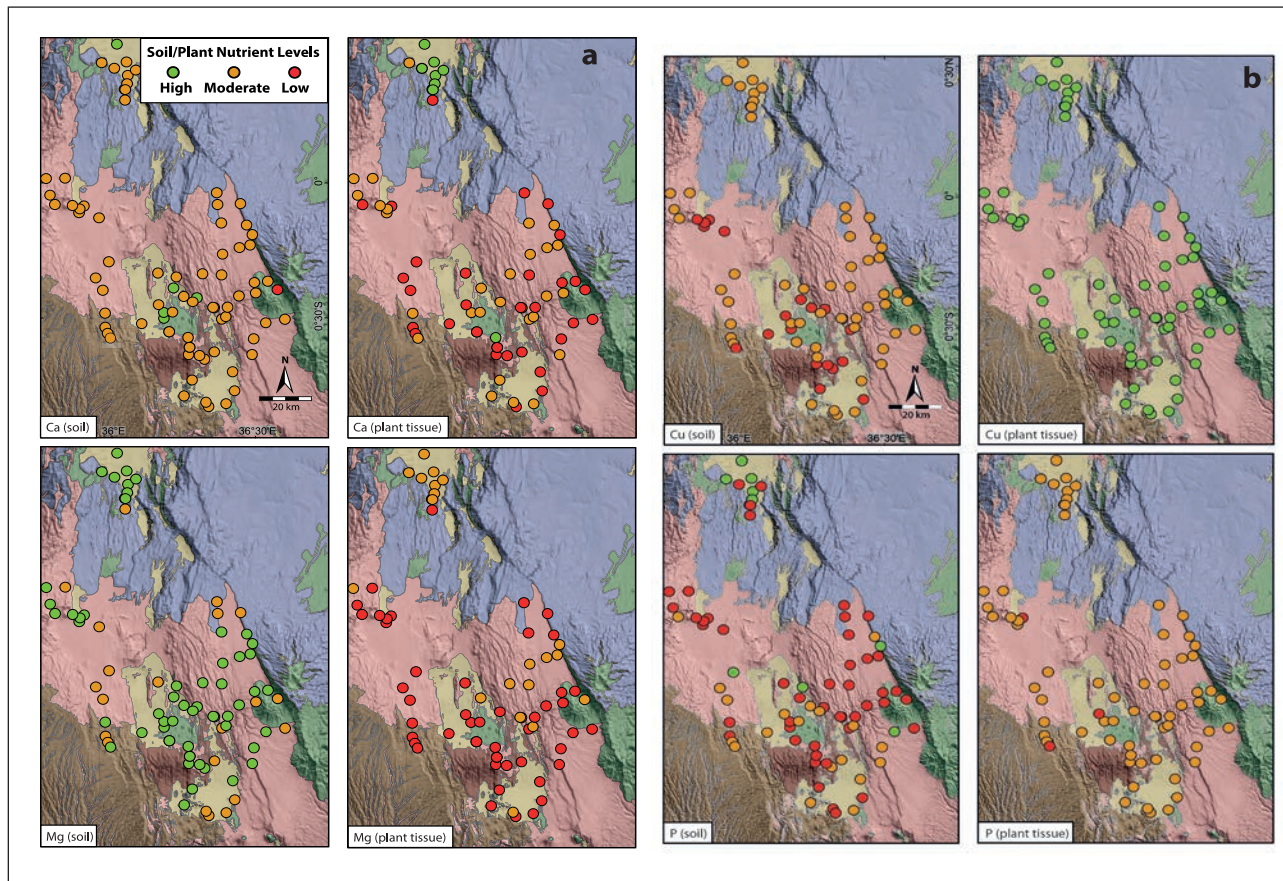 Soil/Plant Nutrient Levels
High Moderate Low
a
b
0°30'N
0°
0°
0°30'S
0°30'S
N
20 km
N
20 km
Ca (soil)
36°E
36°30'E
Ca (plant tissue)
Cu (soil)
36°E
36°30'E
Cu (plant tissue)
Mg (soil)
Mg (plant tissue)
P (soil)
P (plant tissue)